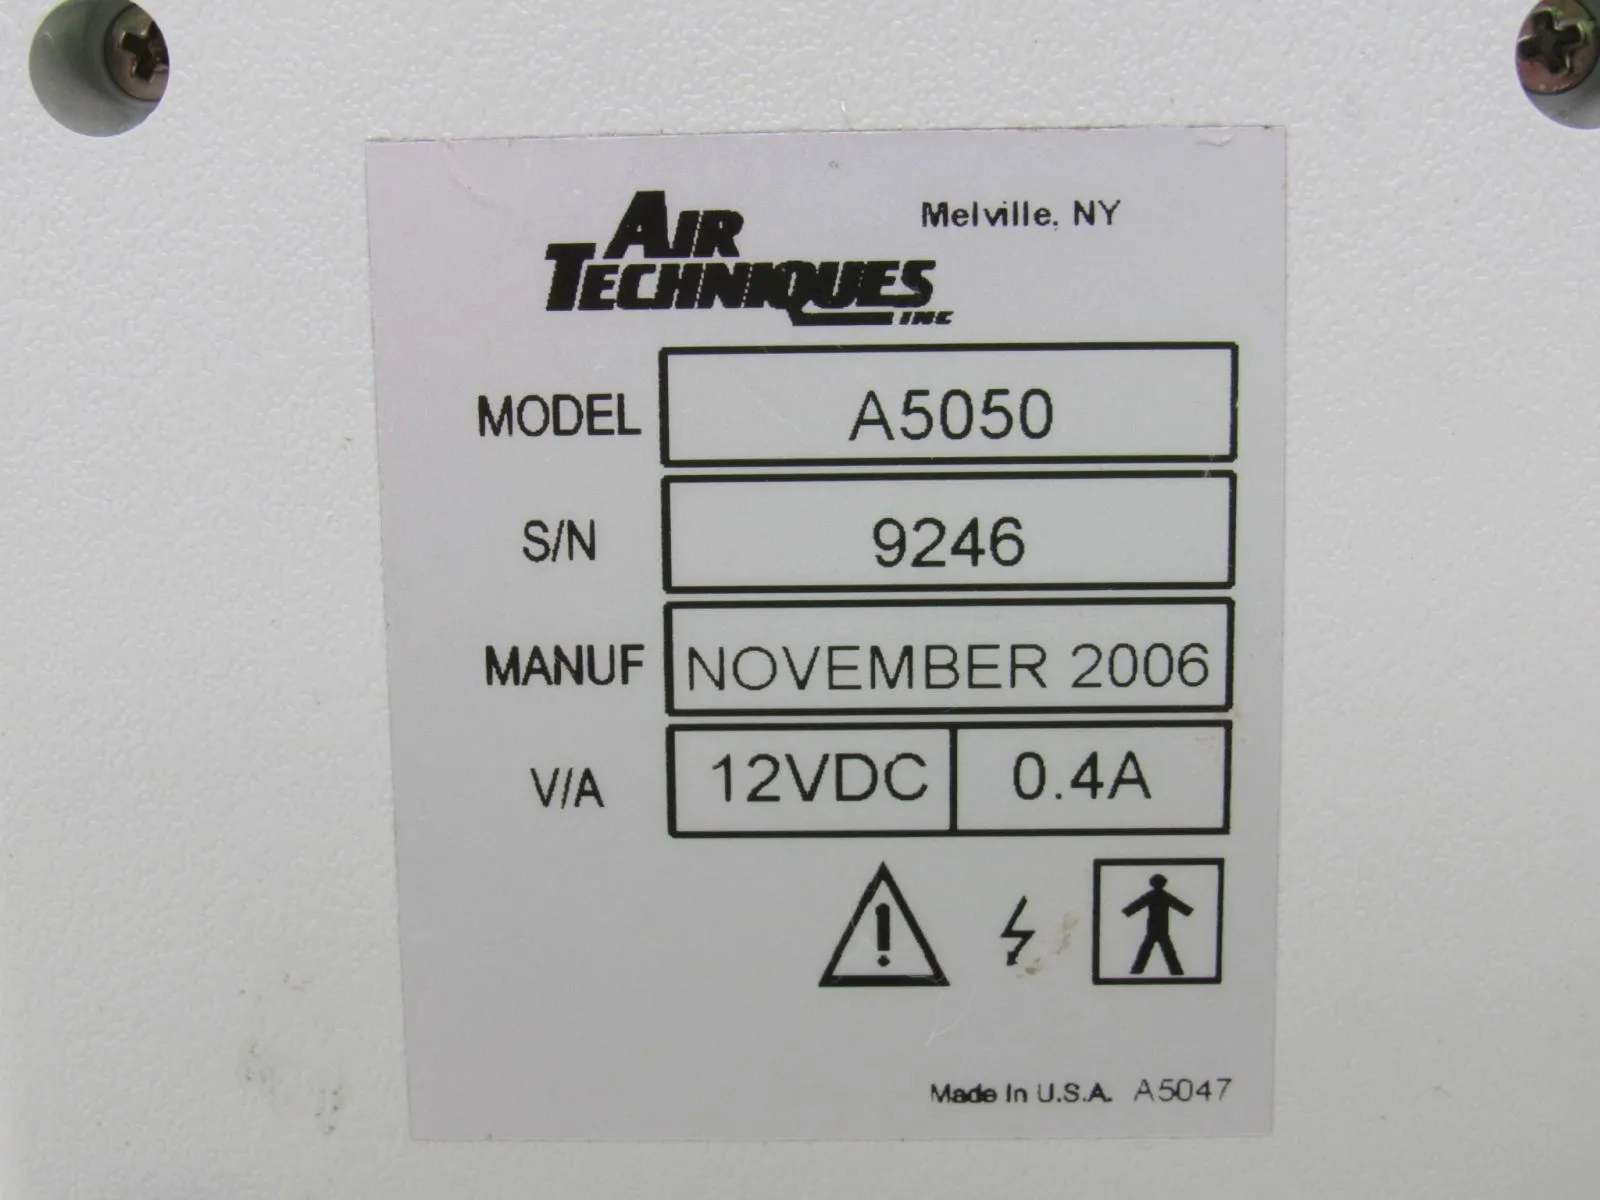 AIR
TECHNIQUES
INC
Melville, NY
MODEL A5050
S/N 9246
MANUF NOVEMBER 2006
V/A 12VDC 0.4A
Made In U.S.A. A5047